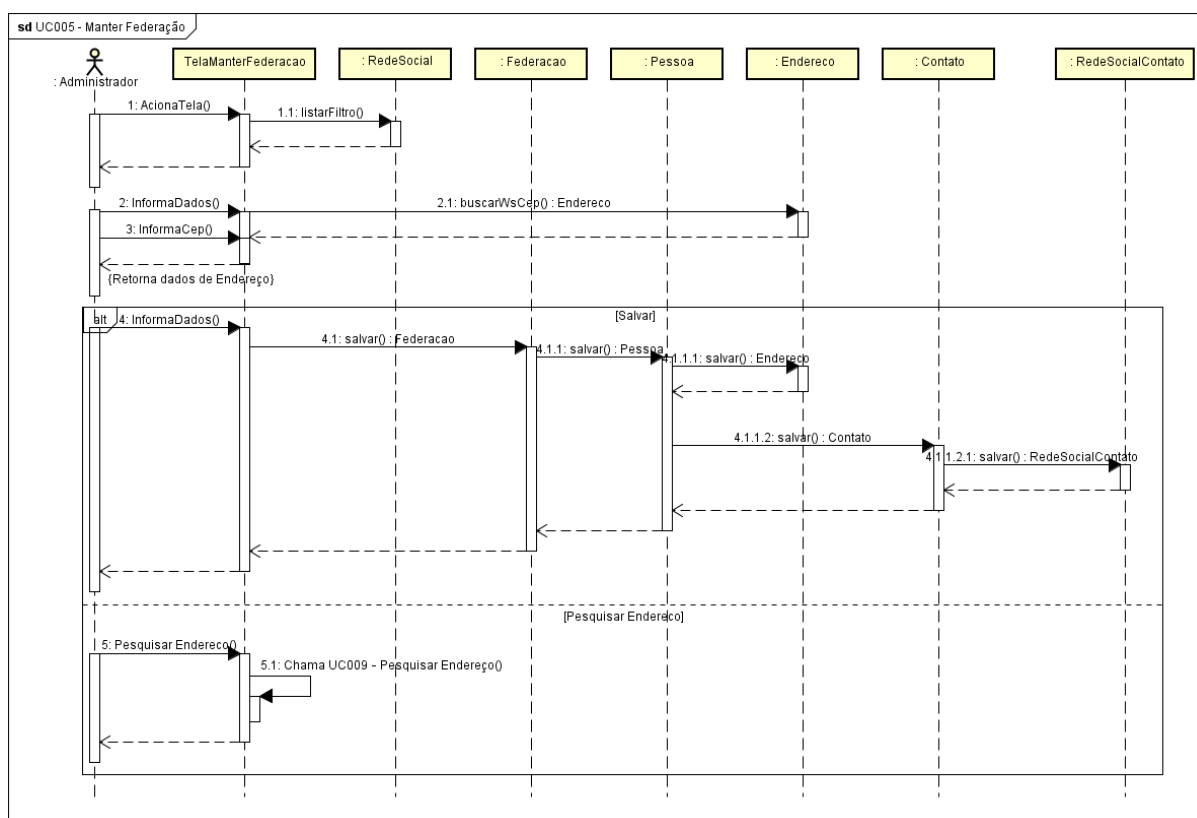 sd UC005 - Manter Federação
: Administrador
TelaManterFederacao
: RedeSocial
: Federacao
: Pessoa
: Endereco
: Contato
: RedeSocialContato
1: AcionaTela()
1.1: listarFiltro()
2: InformaDados()
2.1: buscarWsCep() : Endereco
3: InformaCep()
{Retorna dados de Endereço}
alt
[Salvar]
4: InformaDados()
4.1: salvar() : Federacao
4.1.1: salvar() : Pessoa
4.1.1.1: salvar() : Endereco
4.1.1.2: salvar() : Contato
4.1.1.2.1: salvar() : RedeSocialContato
[Pesquisar Endereco]
5: Pesquisar Endereco()
5.1: Chama UC009 - Pesquisar Endereço()